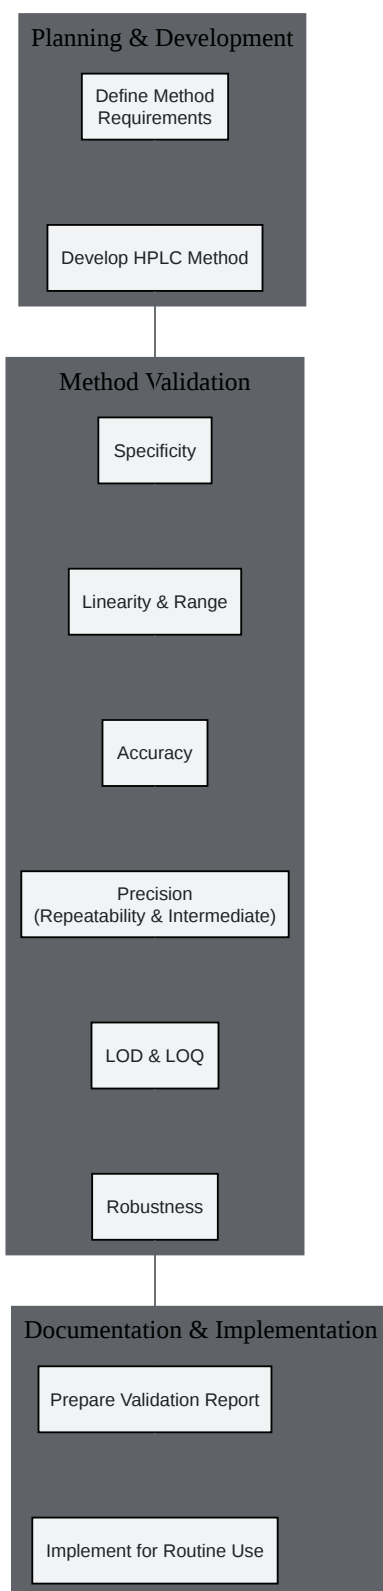 Planning & Development
Define Method
Requirements
Develop HPLC Method
Method Validation
Specificity
Linearity & Range
Accuracy
Precision
(Repeatability & Intermediate)
LOD & LOQ
Robustness
Documentation & Implementation
Prepare Validation Report
Implement for Routine Use